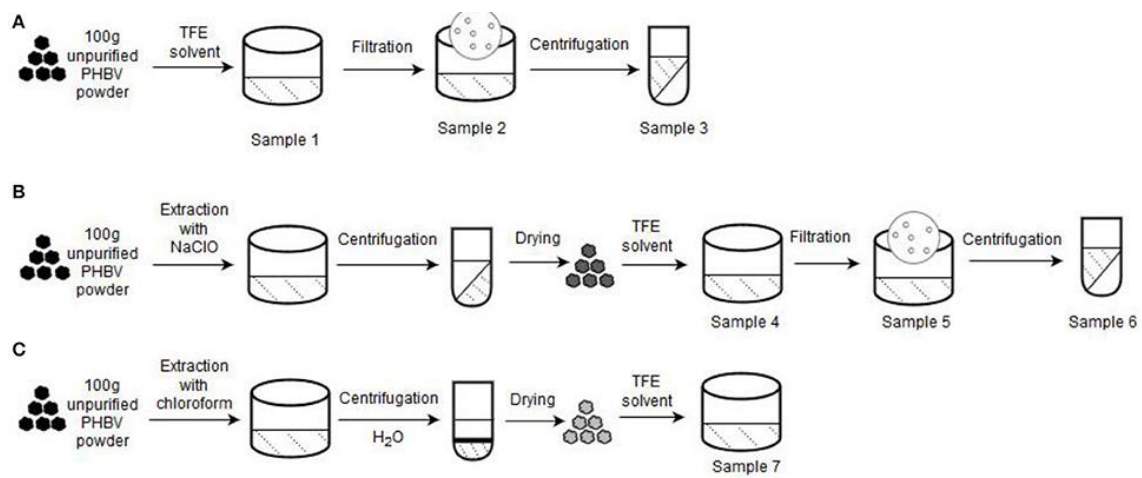 A
100g
unpurified
PHBV
powder
TFE
solvent
Sample 1
Filtration
Sample 2
Centrifugation
Sample 3
B
100g
unpurified
PHBV
powder
Extraction
with
NaClO
Centrifugation
Drying
TFE
solvent
Sample 4
Filtration
Sample 5
Centrifugation
Sample 6
C
100g
unpurified
PHBV
powder
Extraction
with
chloroform
Centrifugation
H₂O
Drying
TFE
solvent
Sample 7